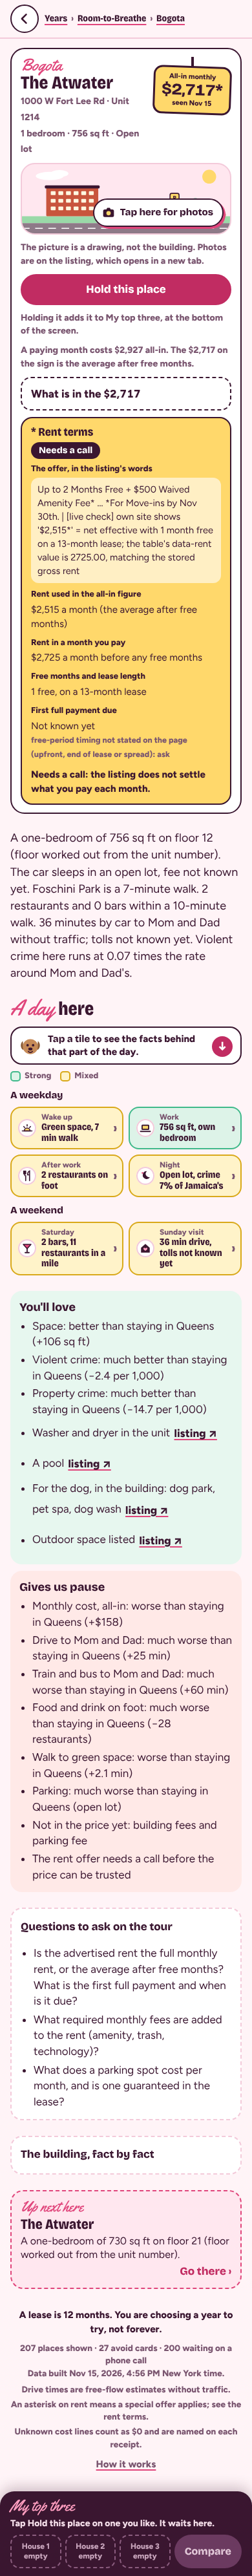 Years › Room-to-Breathe › Bogota
Bogota
The Atwater
1000 W Fort Lee Rd · Unit
1214
1 bedroom · 756 sq ft · Open
lot
All-in monthly
$2,717*
seen Nov 15
Tap here for photos
The picture is a drawing, not the building. Photos
are on the listing, which opens in a new tab.
Hold this place
Holding it adds it to My top three, at the bottom
of the screen.
A paying month costs $2,927 all-in. The $2,717 on
the sign is the average after free months.
What is in the $2,717
* Rent terms
Needs a call
The offer, in the listing's words
Up to 2 Months Free + $500 Waived
Amenity Fee* ... *For Move-ins by Nov
30th. | [live check] own site shows
'$2,515*' = net effective with 1 month free
on a 13-month lease; the table's data-rent
value is 2725.00, matching the stored
gross rent
Rent used in the all-in figure
$2,515 a month (the average after free
months)
Rent in a month you pay
$2,725 a month before any free months
Free months and lease length
1 free, on a 13-month lease
First full payment due
Not known yet
free-period timing not stated on the page
(upfront, end of lease or spread): ask
Needs a call: the listing does not settle
what you pay each month.
A one-bedroom of 756 sq ft on floor 12
(floor worked out from the unit number).
The car sleeps in an open lot, fee not known
yet. Foschini Park is a 7-minute walk. 2
restaurants and 0 bars within a 10-minute
walk. 36 minutes by car to Mom and Dad
without traffic; tolls not known yet. Violent
crime here runs at 0.07 times the rate
around Mom and Dad's.
A day here
Tap a tile to see the facts behind
that part of the day.
Strong Mixed
A weekday
Wake up
Green space, 7
min walk
Work
756 sq ft, own
bedroom
After work
2 restaurants on
foot
Night
Open lot, crime
7% of Jamaica's
A weekend
Saturday
2 bars, 11
restaurants in a
mile
Sunday visit
36 min drive,
tolls not known
yet
You'll love
• Space: better than staying in Queens
(+106 sq ft)
• Violent crime: much better than staying
in Queens (−2.4 per 1,000)
• Property crime: much better than
staying in Queens (−14.7 per 1,000)
• Washer and dryer in the unit listing ↗
• A pool listing ↗
• For the dog, in the building: dog park,
pet spa, dog wash listing ↗
• Outdoor space listed listing ↗
Gives us pause
• Monthly cost, all-in: worse than staying
in Queens (+$158)
• Drive to Mom and Dad: much worse than
staying in Queens (+25 min)
• Train and bus to Mom and Dad: much
worse than staying in Queens (+60 min)
• Food and drink on foot: much worse
than staying in Queens (−28
restaurants)
• Walk to green space: worse than staying
in Queens (+2.1 min)
• Parking: much worse than staying in
Queens (open lot)
• Not in the price yet: building fees and
parking fee
• The rent offer needs a call before the
price can be trusted
Questions to ask on the tour
• Is the advertised rent the full monthly
rent, or the average after free months?
What is the first full payment and when
is it due?
• What required monthly fees are added
to the rent (amenity, trash,
technology)?
• What does a parking spot cost per
month, and is one guaranteed in the
lease?
The building, fact by fact
Up next here
The Atwater
A one-bedroom of 730 sq ft on floor 21 (floor
worked out from the unit number).
Go there ›
A lease is 12 months. You are choosing a year to
try, not forever.
207 places shown · 27 avoid cards · 200 waiting on a
phone call
Data built Nov 15, 2026, 4:56 PM New York time.
Drive times are free-flow estimates without traffic.
An asterisk on rent means a special offer applies; see the
rent terms.
Unknown cost lines count as $0 and are named on each
receipt.
How it works
My top three
Tap Hold this place on one you like. It waits here.
House 1
empty
House 2
empty
House 3
empty
Compare